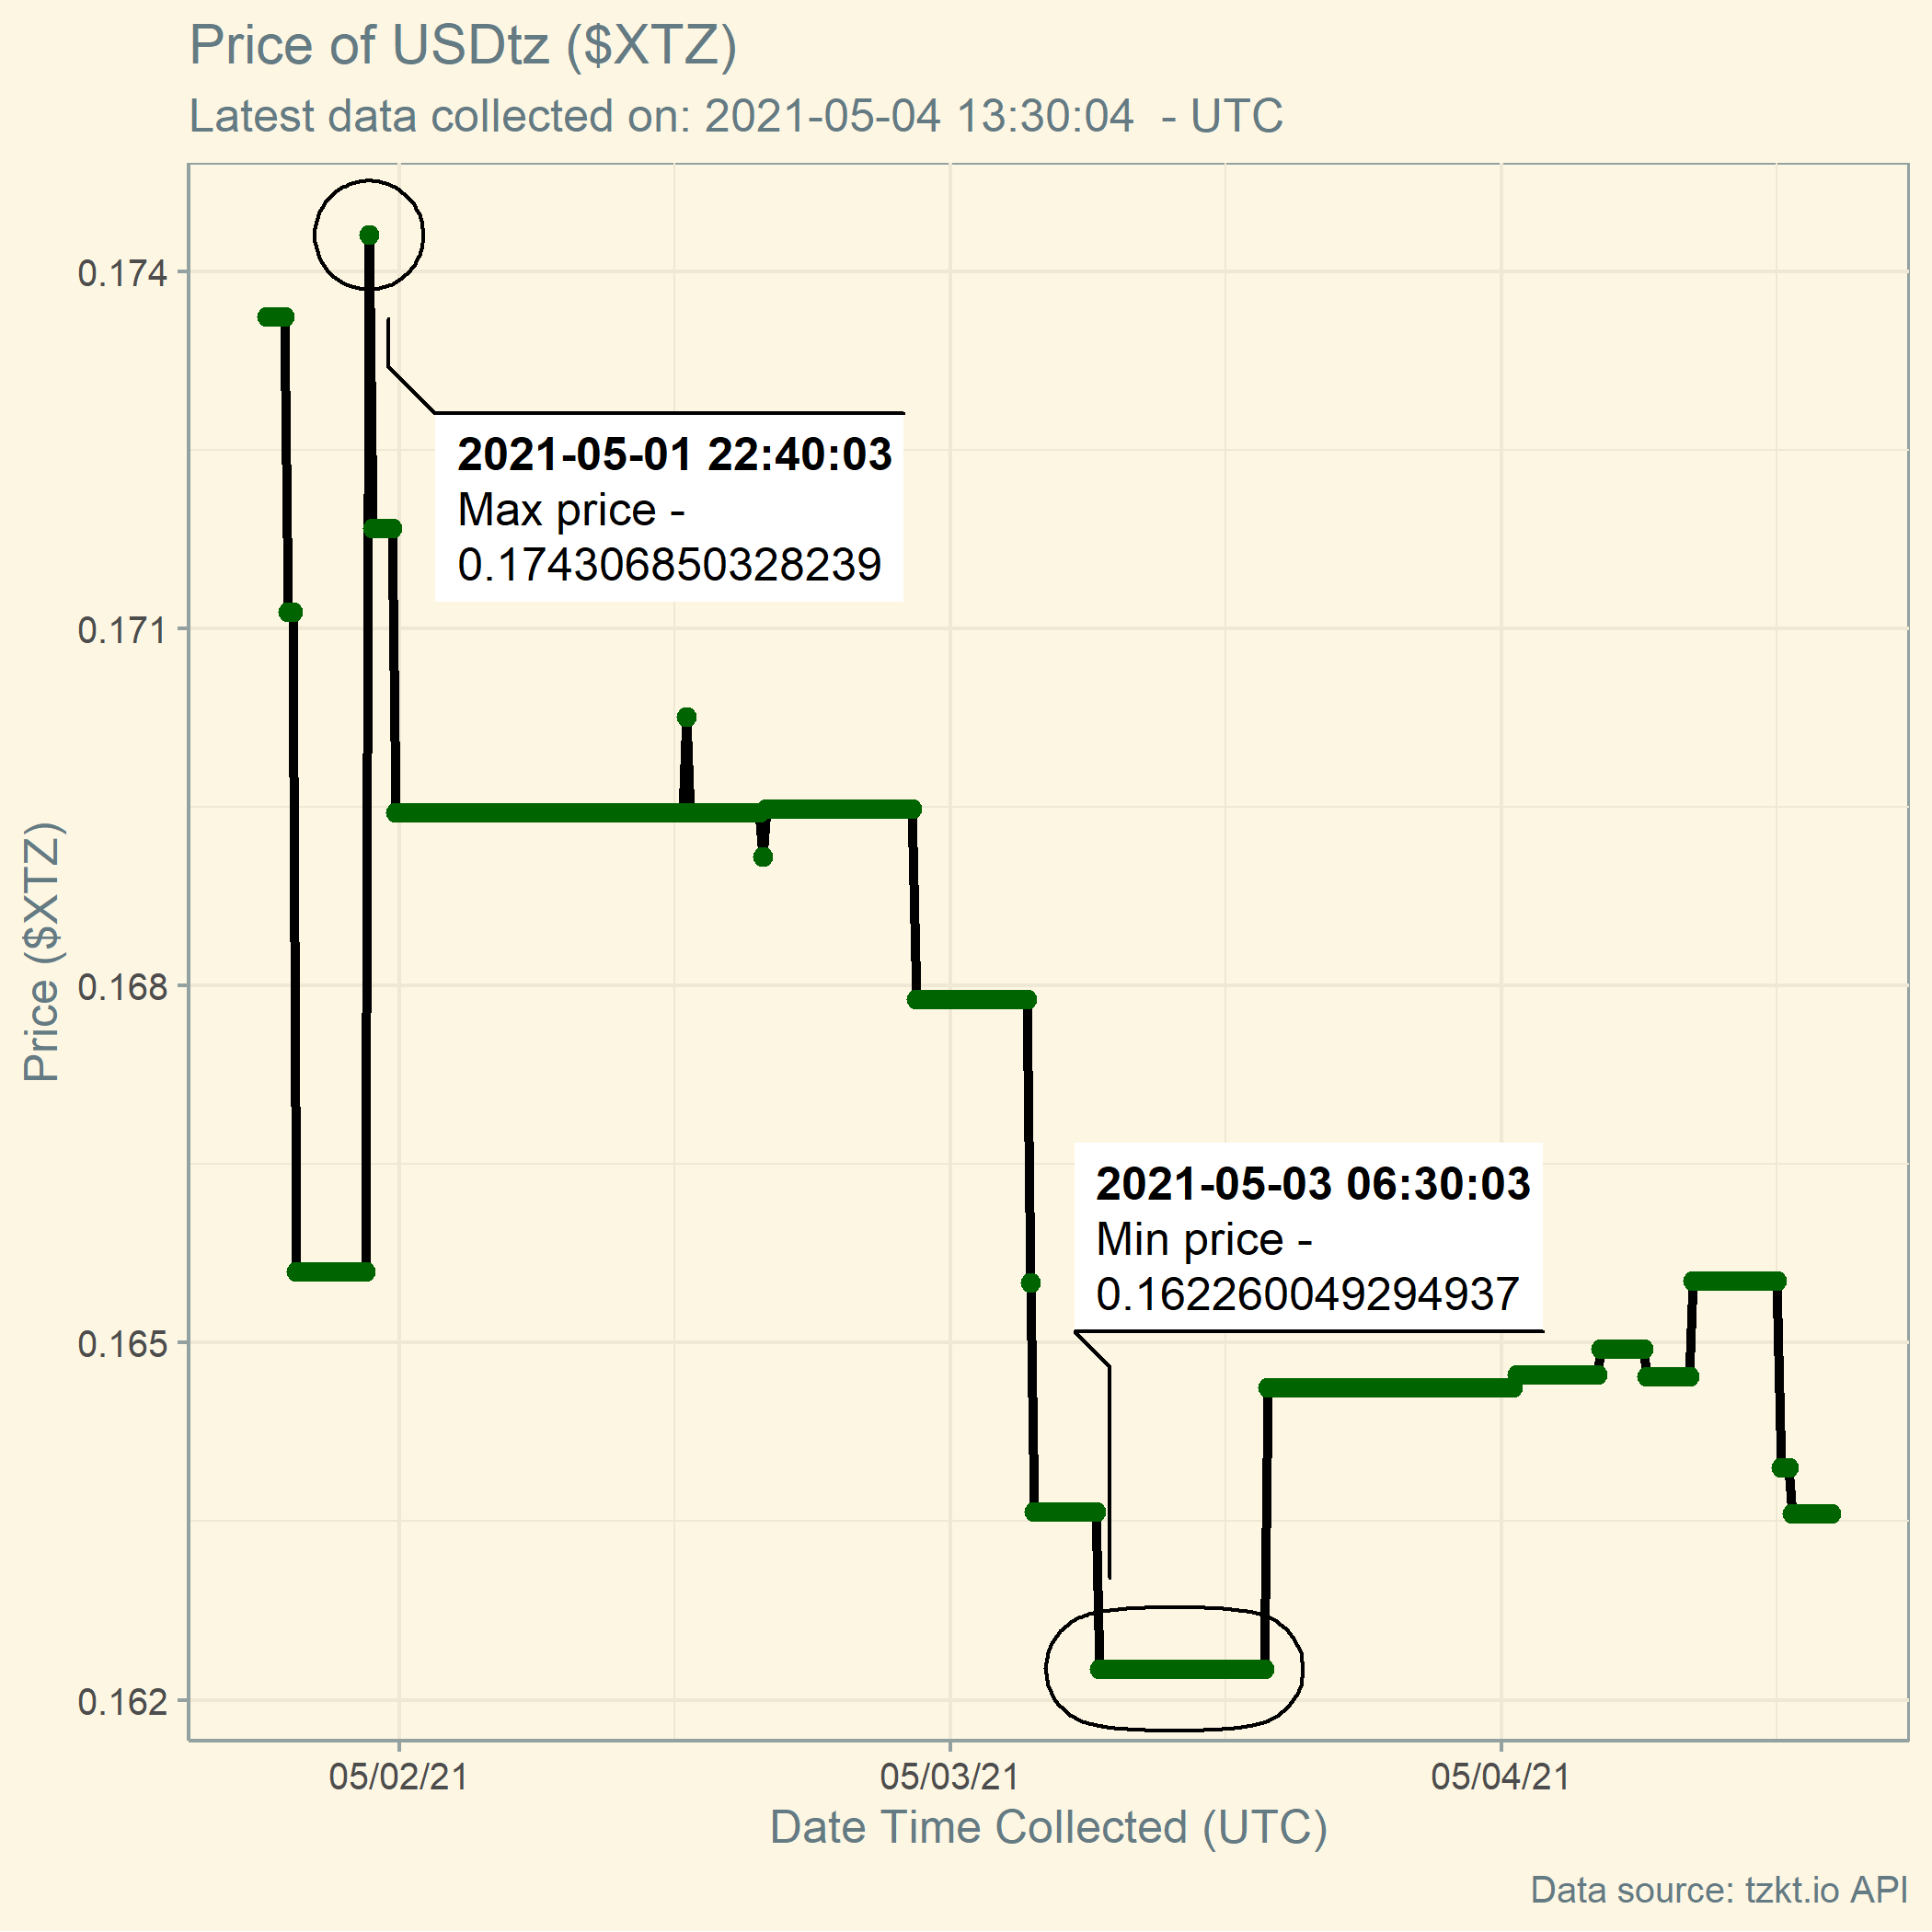 Price of USDtz ($XTZ)
Latest data collected on: 2021-05-04 13:30:04  - UTC
0.174
0.171
0.168
0.165
0.162
Price ($XTZ)
2021-05-01 22:40:03
Max price -
0.174306850328239
2021-05-03 06:30:03
Min price -
0.162260049294937
05/02/21
05/03/21
05/04/21
Date Time Collected (UTC)
Data source: tzkt.io API